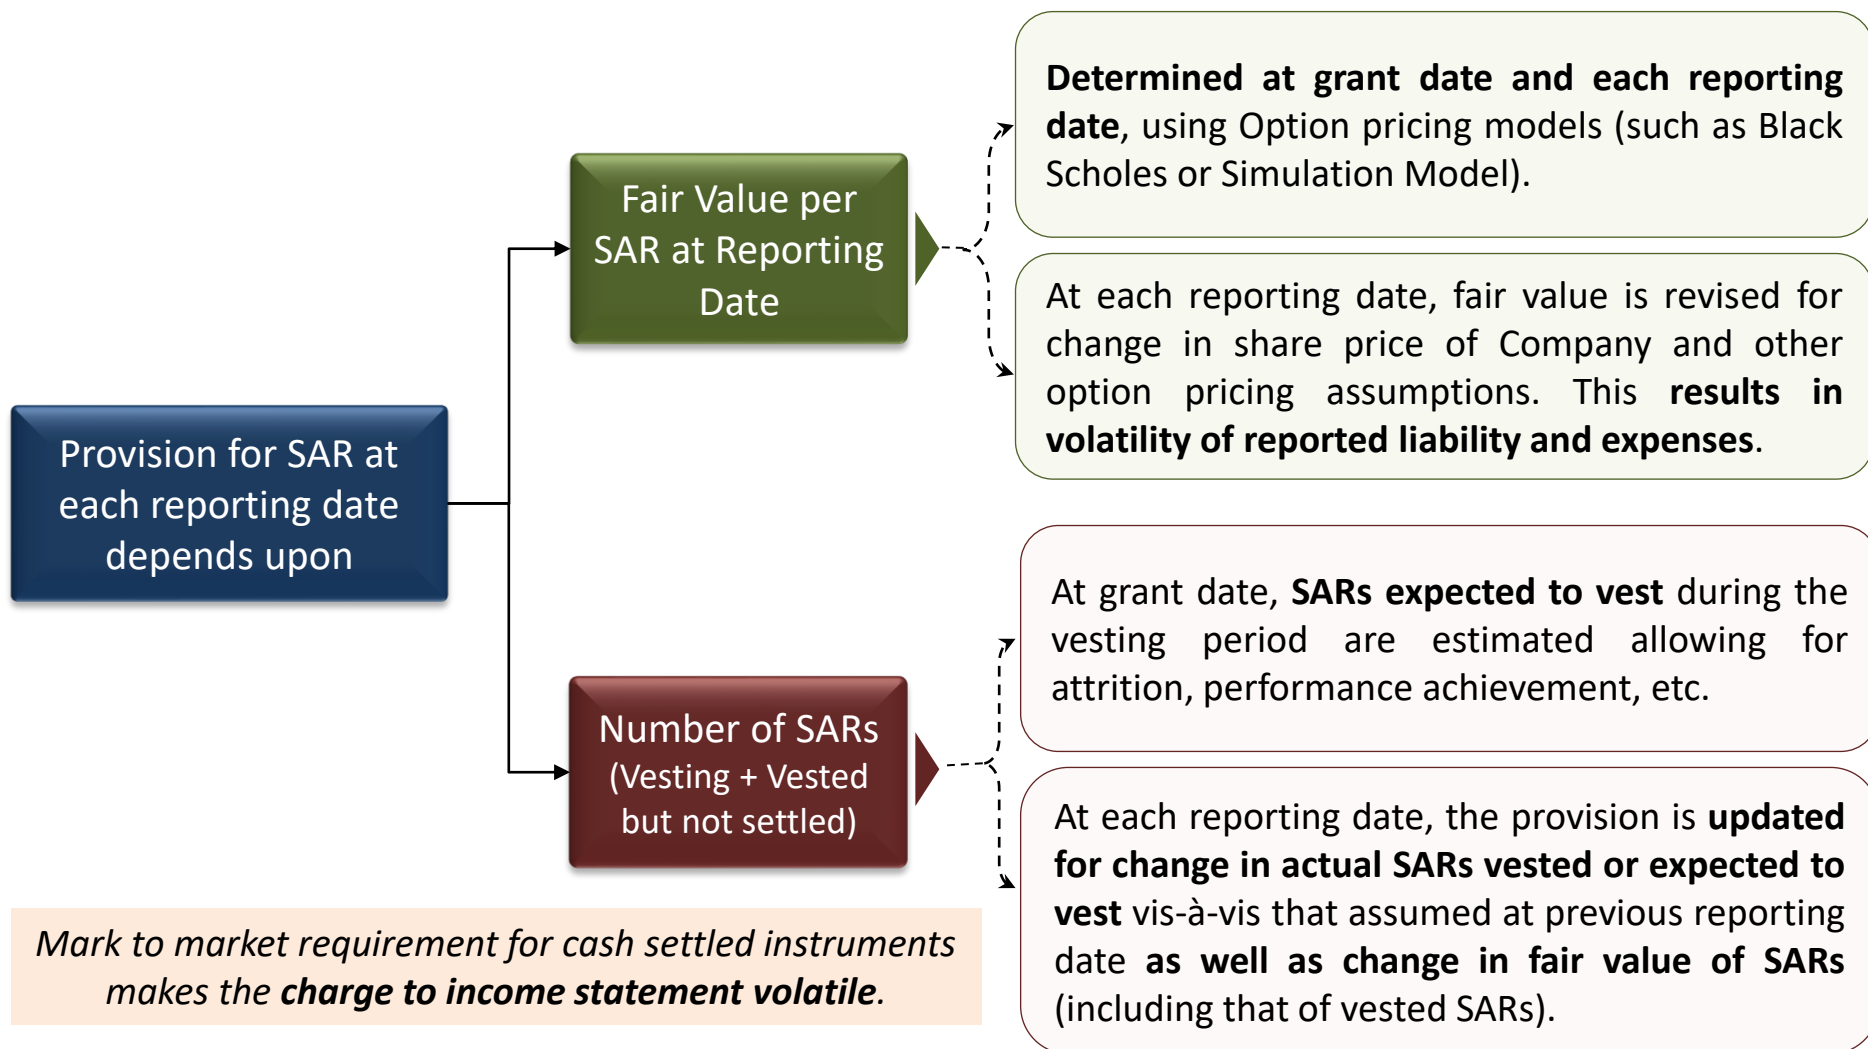 Provision for SAR at
each reporting date
depends upon
Fair Value per
SAR at Reporting
Date
Determined at grant date and each reporting
date, using Option pricing models (such as Black
Scholes or Simulation Model).
At each reporting date, fair value is revised for
change in share price of Company and other
option pricing assumptions. This results in
volatility of reported liability and expenses.
Number of SARs
(Vesting + Vested
but not settled)
At grant date, SARs expected to vest during the
vesting period are estimated allowing for
attrition, performance achievement, etc.
At each reporting date, the provision is updated
for change in actual SARs vested or expected to
vest vis-à-vis that assumed at previous reporting
date as well as change in fair value of SARs
(including that of vested SARs).
Mark to market requirement for cash settled instruments
makes the charge to income statement volatile.